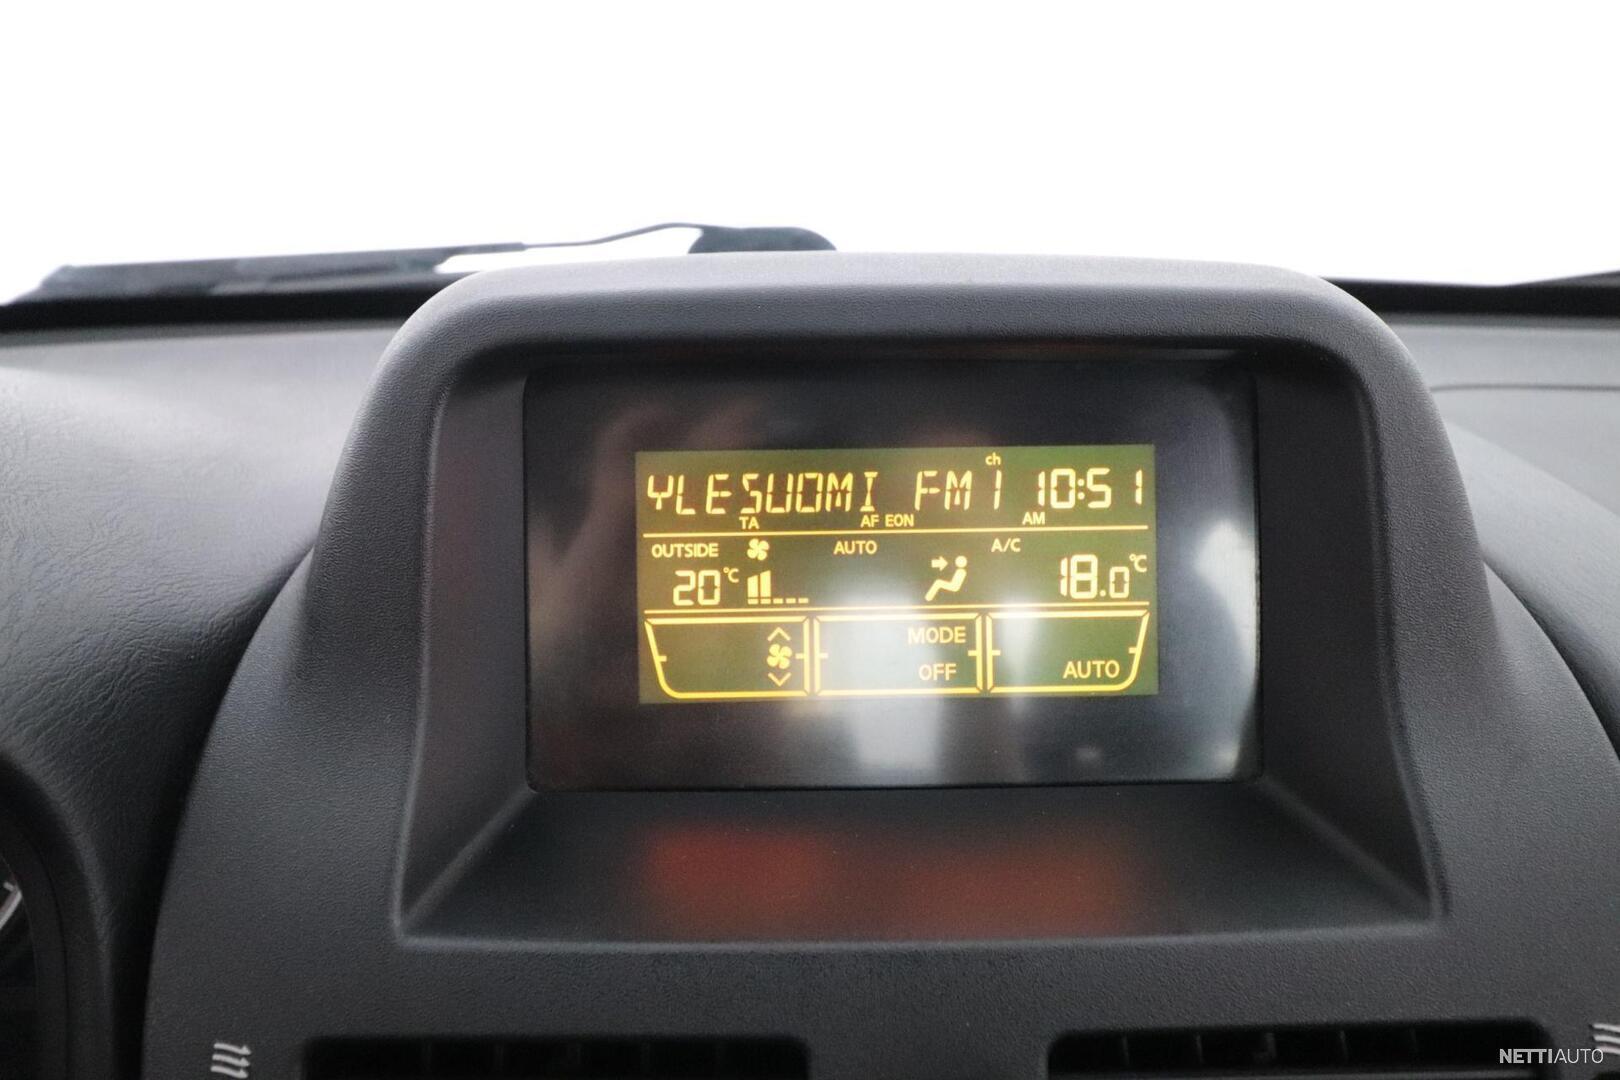 YLESUOMI FM1 ch 10:51
TA AF EON AM
OUTSIDE AUTO A/C
20°C 18.0°C
MODE
OFF AUTO
NETTIAUTO